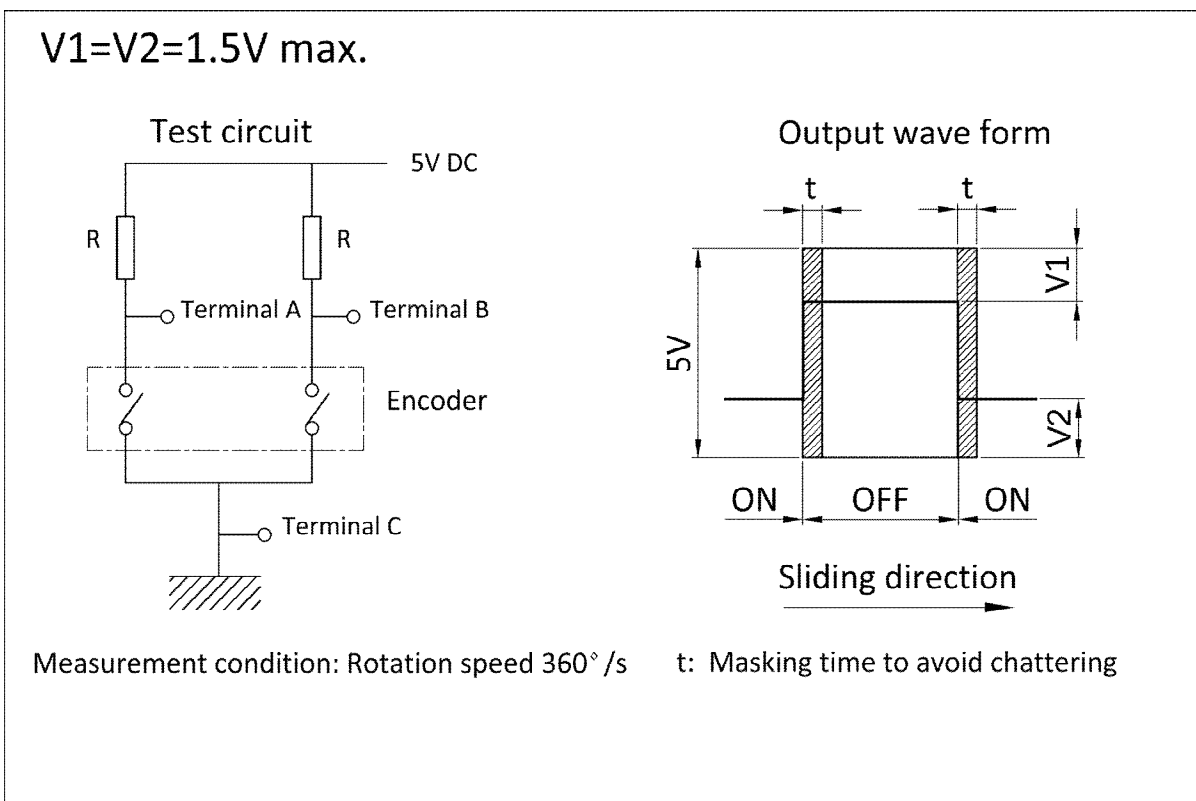 V1=V2=1.5V max.
Test circuit
5V DC
R
R
Terminal A
Terminal B
Encoder
Terminal C
Output wave form
t
t
5V
V1
V2
ON
OFF
ON
Sliding direction
Measurement condition: Rotation speed 360°/s
t: Masking time to avoid chattering